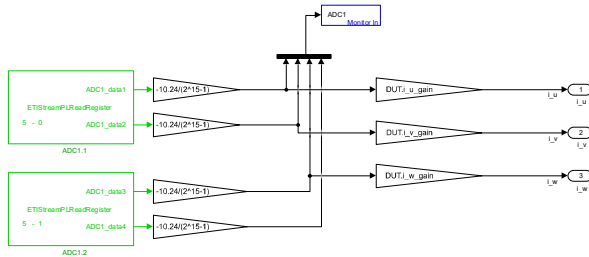 ADC1
Monitor In
ADC1_data1
-10.24/(2^15-1)
DUT.i_u_gain
1
i_u
i_u
ETIStreamPLReadRegister
5 - 0
ADC1_data2
-10.24/(2^15-1)
DUT.i_v_gain
2
i_v
i_v
ADC1.1
DUT.i_w_gain
3
i_w
i_w
ADC1_data3
-10.24/(2^15-1)
ETIStreamPLReadRegister
5 - 1
ADC1_data4
-10.24/(2^15-1)
ADC1.2